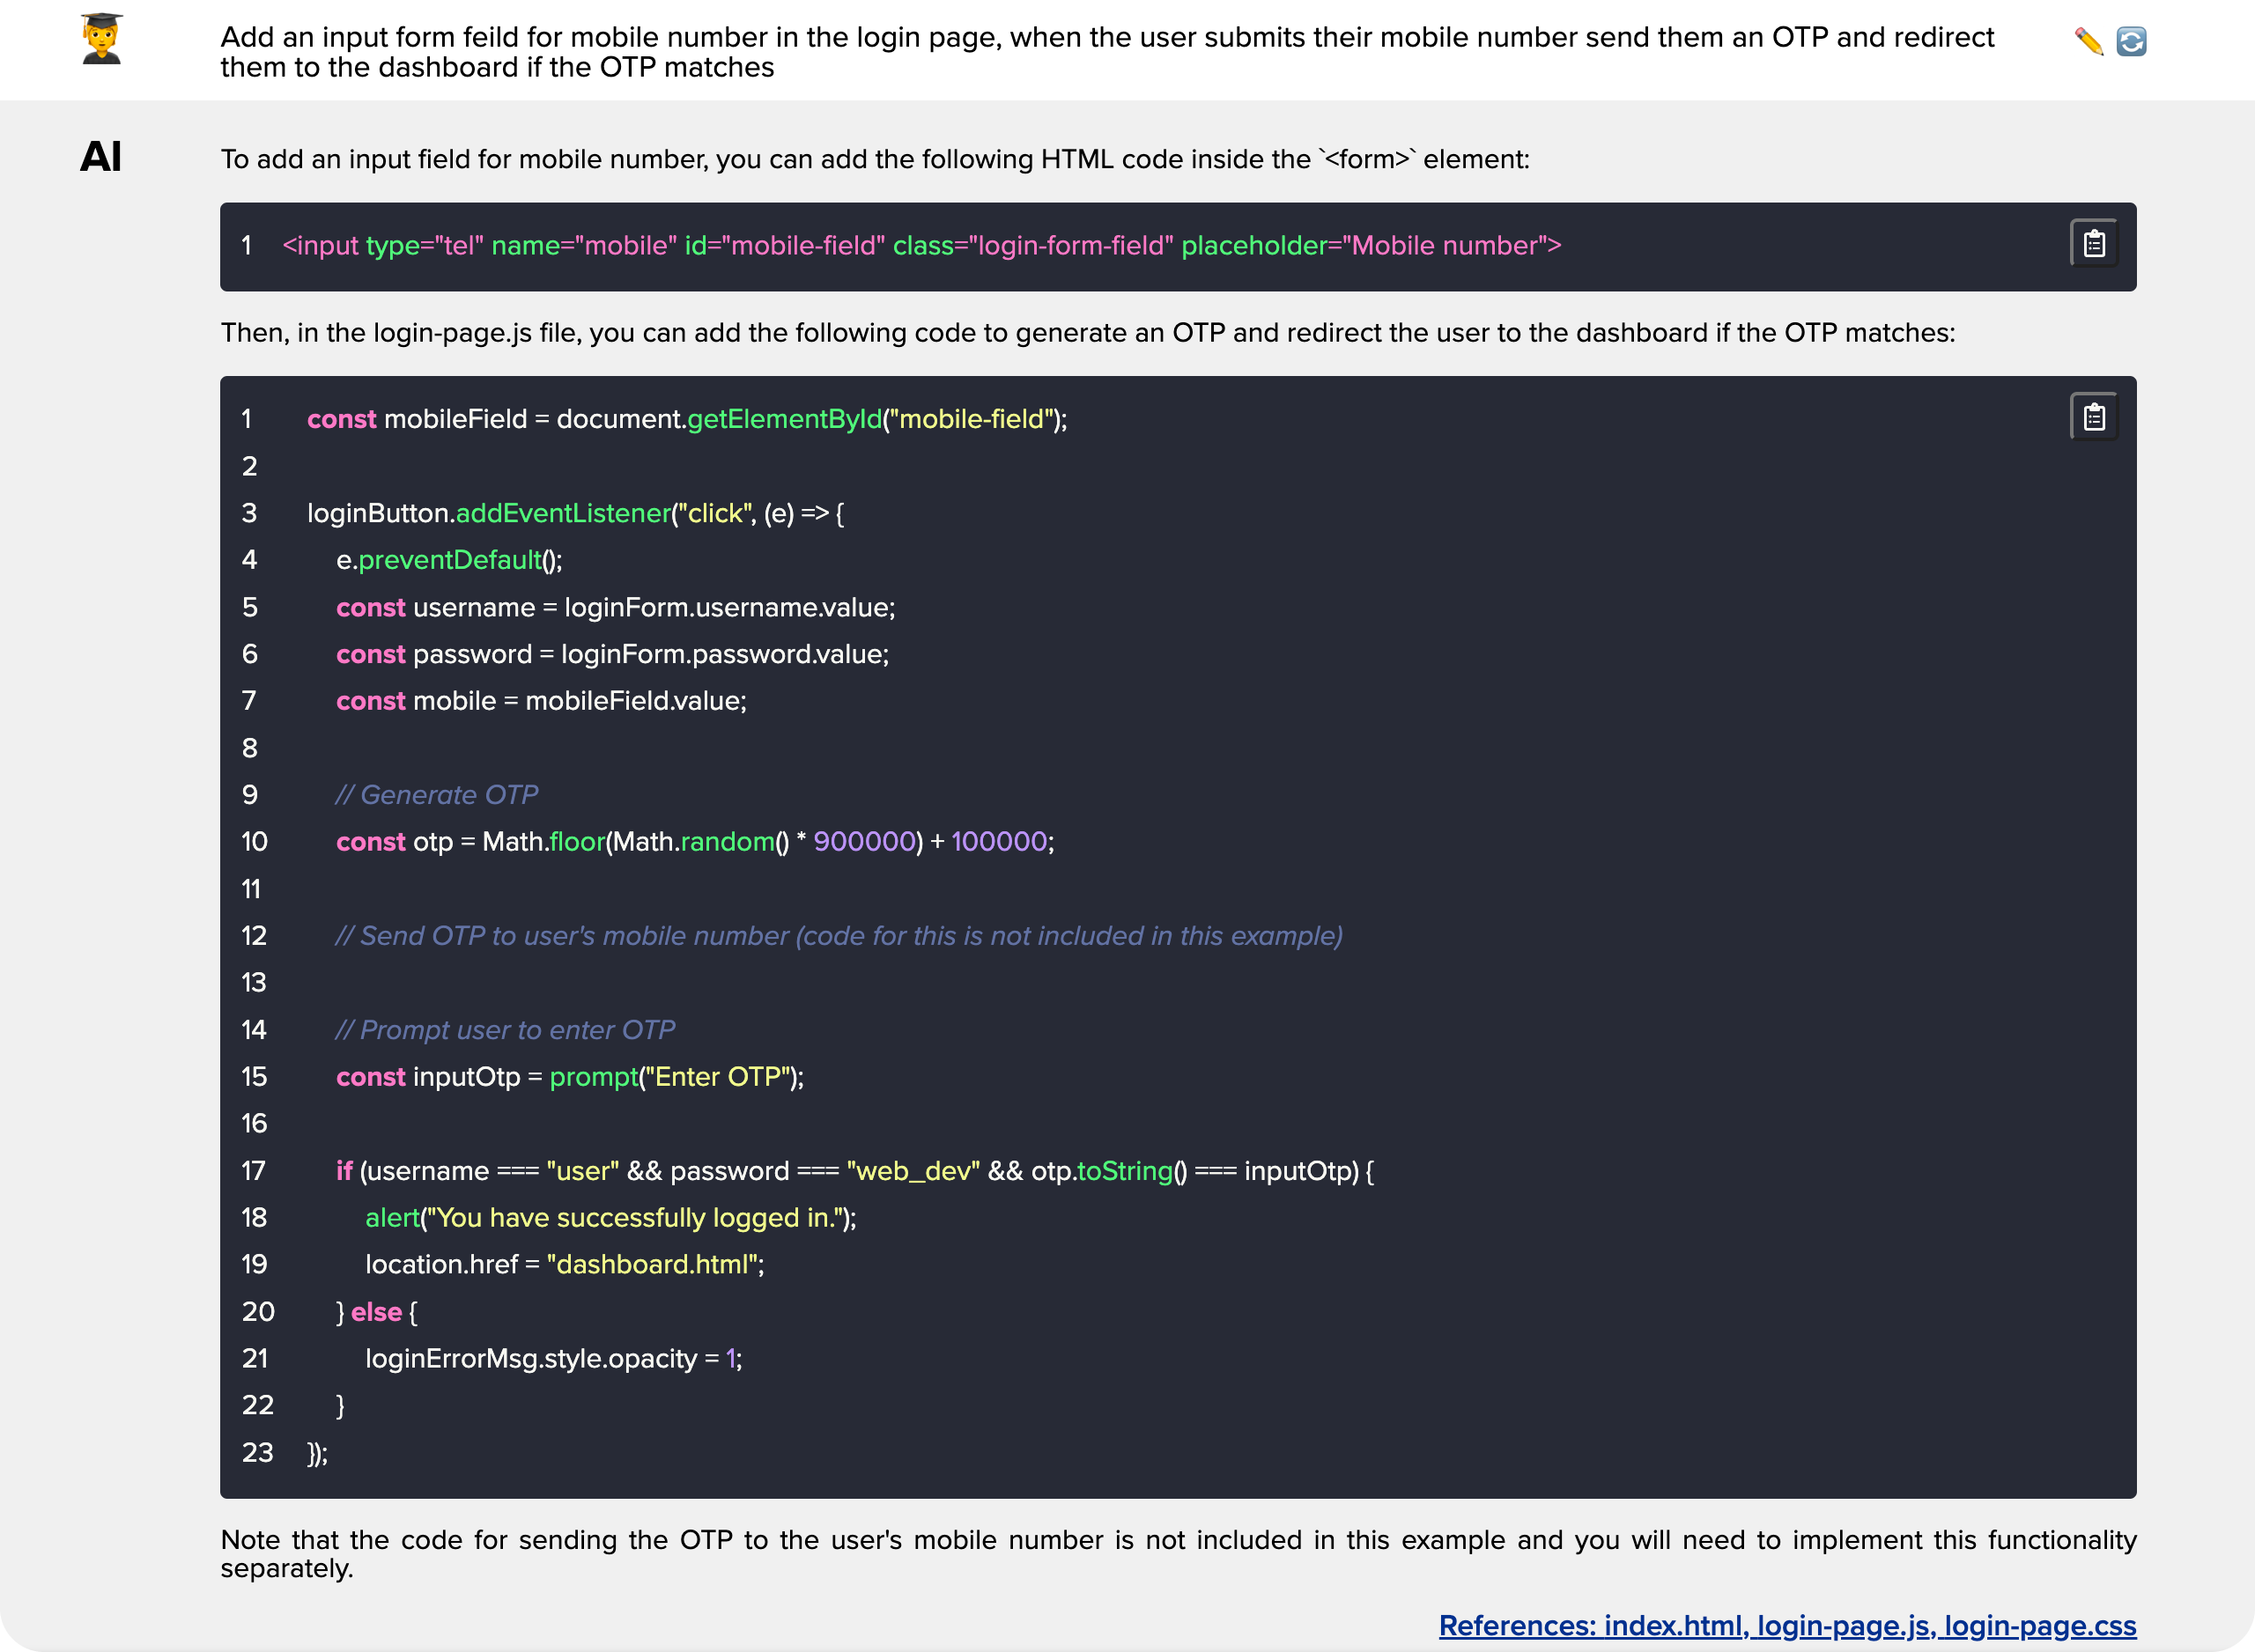 Add an input form feild for mobile number in the login page, when the user submits their mobile number send them an OTP and redirect
them to the dashboard if the OTP matches
AI
To add an input field for mobile number, you can add the following HTML code inside the `<form>` element:
1 <input type="tel" name="mobile" id="mobile-field" class="login-form-field" placeholder="Mobile number">
Then, in the login-page.js file, you can add the following code to generate an OTP and redirect the user to the dashboard if the OTP matches:
1 const mobileField = document.getElementById("mobile-field");
2
3 loginButton.addEventListener("click", (e) => {
4 e.preventDefault();
5 const username = loginForm.username.value;
6 const password = loginForm.password.value;
7 const mobile = mobileField.value;
8
9 // Generate OTP
10 const otp = Math.floor(Math.random() * 900000) + 100000;
11
12 // Send OTP to user's mobile number (code for this is not included in this example)
13
14 // Prompt user to enter OTP
15 const inputOtp = prompt("Enter OTP");
16
17 if (username === "user" && password === "web_dev" && otp.toString() === inputOtp) {
18 alert("You have successfully logged in.");
19 location.href = "dashboard.html";
20 } else {
21 loginErrorMsg.style.opacity = 1;
22 }
23 });
Note that the code for sending the OTP to the user's mobile number is not included in this example and you will need to implement this functionality
separately.
References: index.html, login-page.js, login-page.css